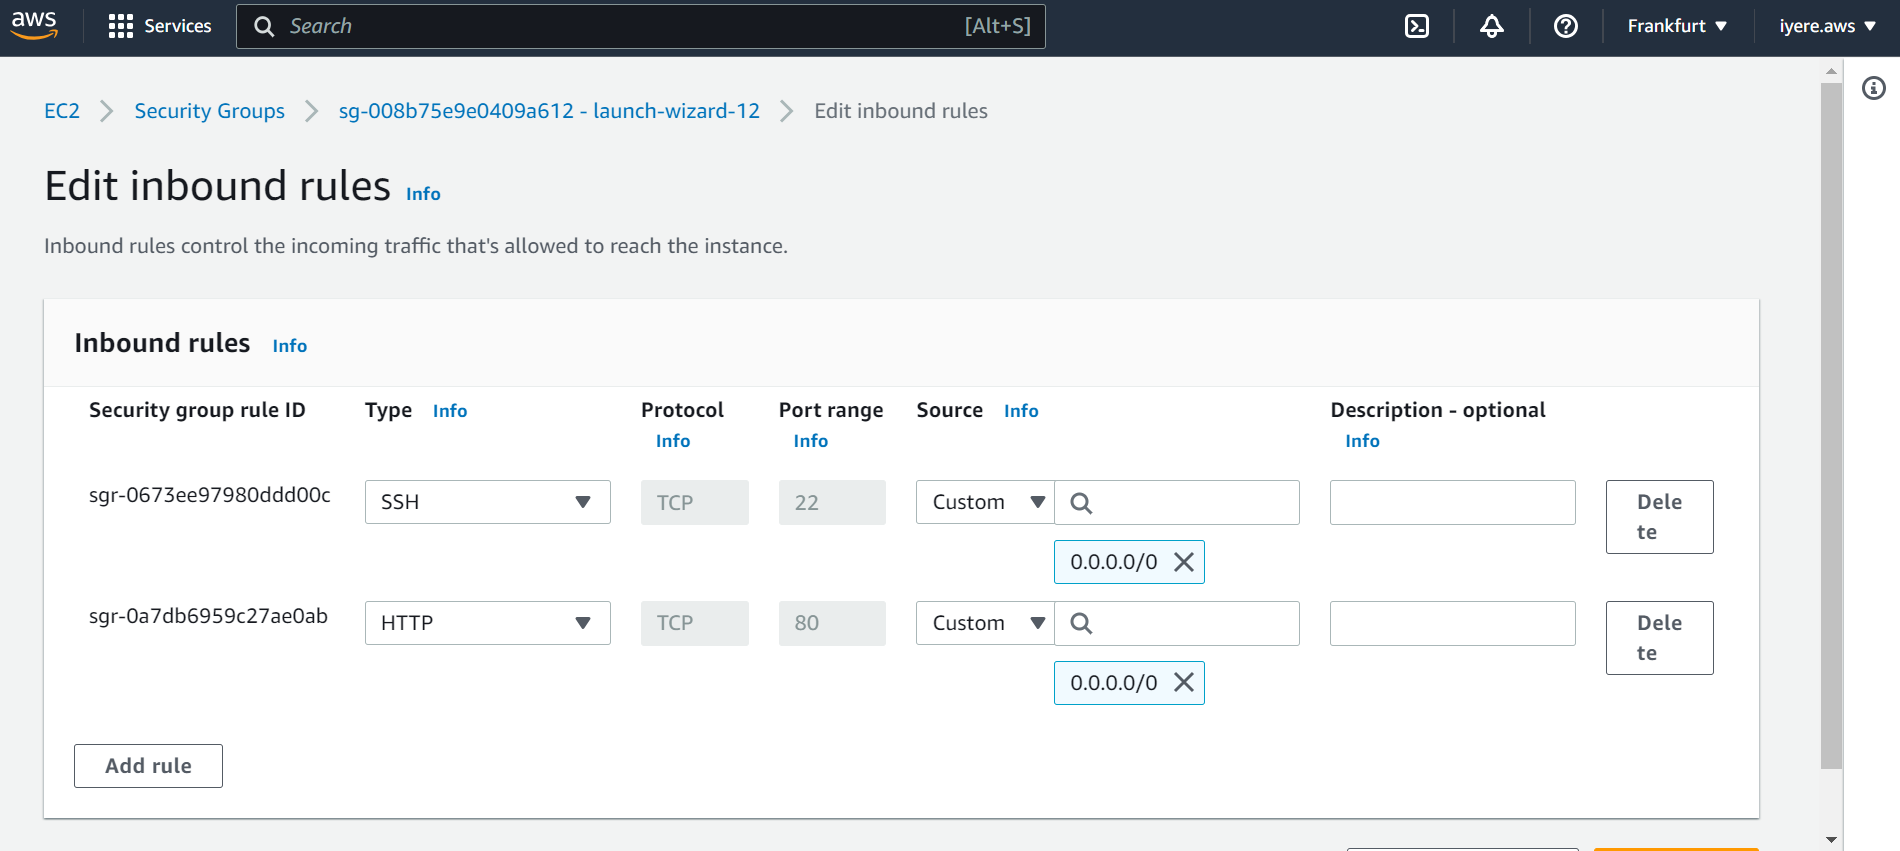 aws Services Search [Alt+S] Frankfurt iyere.aws
EC2 Security Groups sg-008b75e9e0409a612 - launch-wizard-12 Edit inbound rules
Edit inbound rules Info
Inbound rules control the incoming traffic that's allowed to reach the instance.
Inbound rules Info
Security group rule ID Type Info Protocol Port range Source Info Description - optional
Info Info Info
sgr-0673ee97980ddd00c SSH TCP 22 Custom Dele
te
0.0.0.0/0
sgr-0a7db6959c27ae0ab HTTP TCP 80 Custom Dele
te
0.0.0.0/0
Add rule